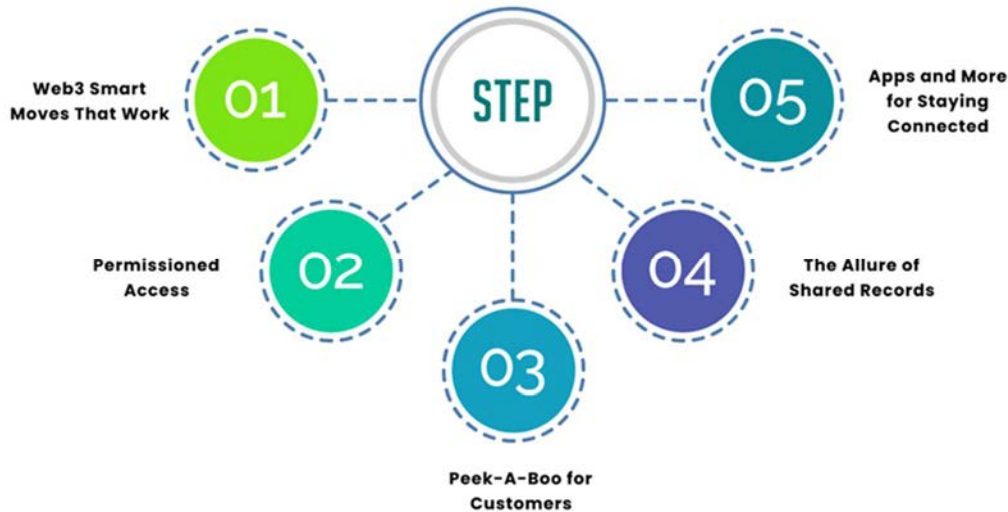 STEP
01
Web3 Smart
Moves That Work
02
Permissioned
Access
03
Peek-A-Boo for
Customers
04
The Allure of
Shared Records
05
Apps and More
for Staying
Connected